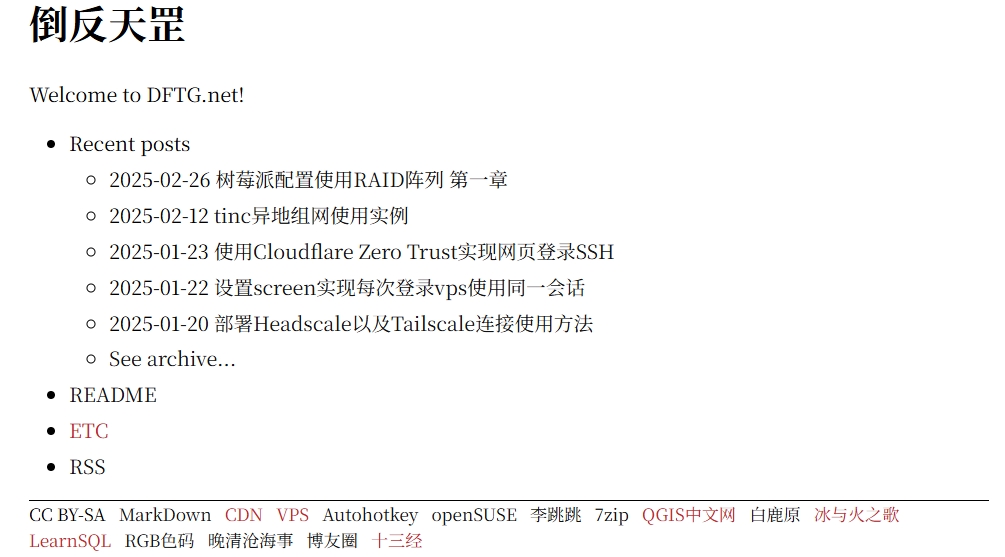 倒反天罡
Welcome to DFTG.net!
Recent posts
2025-02-26 树莓派配置使用RAID阵列 第一章
2025-02-12 tinc异地组网使用实例
2025-01-23 使用Cloudflare Zero Trust实现网页登录SSH
2025-01-22 设置screen实现每次登录vps使用同一会话
2025-01-20 部署Headscale以及Tailscale连接使用方法
See archive...
README
ETC
RSS
CC BY-SA MarkDown CDN VPS Autohotkey openSUSE 李跳跳 7zip QGIS中文网 白鹿原 冰与火之歌
LearnSQL RGB色码 晚清沧海事 博友圈 十三经